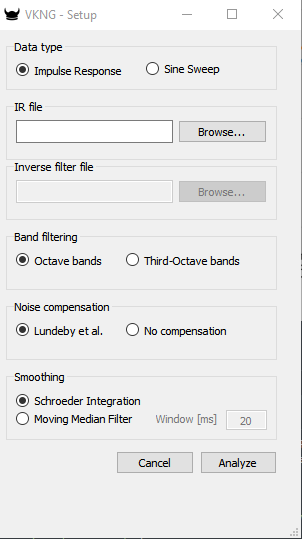 VKNG - Setup
Data type
Impulse Response Sine Sweep
IR file
Browse...
Inverse filter file
Browse...
Band filtering
Octave bands Third-Octave bands
Noise compensation
Lundeby et al. No compensation
Smoothing
Schroeder Integration
Moving Median Filter Window [ms] 20
Cancel Analyze